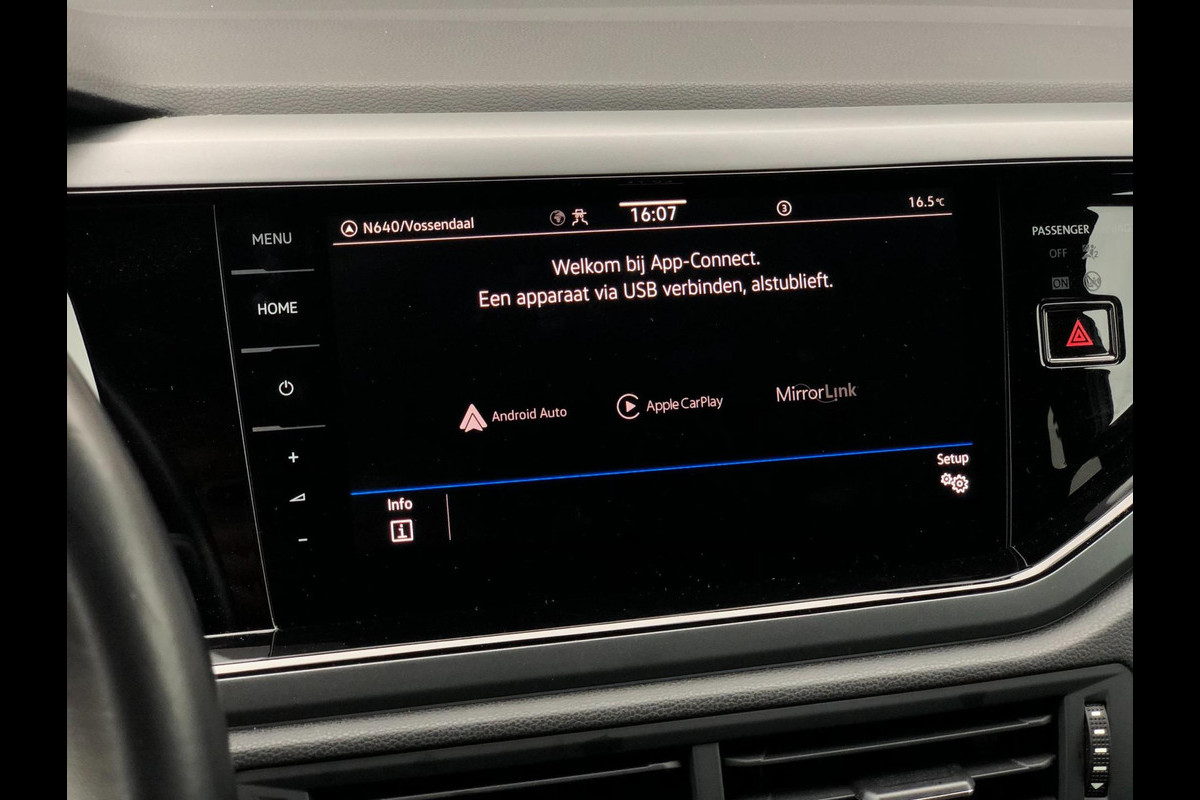 MENU
HOME
N640/Vossendaal
16:07
3
16.5°C
Welkom bij App-Connect.
Een apparaat via USB verbinden, alstublieft.
Android Auto
Apple CarPlay
MirrorLink
Info
i
Setup
+
-
PASSENGER
OFF
ON